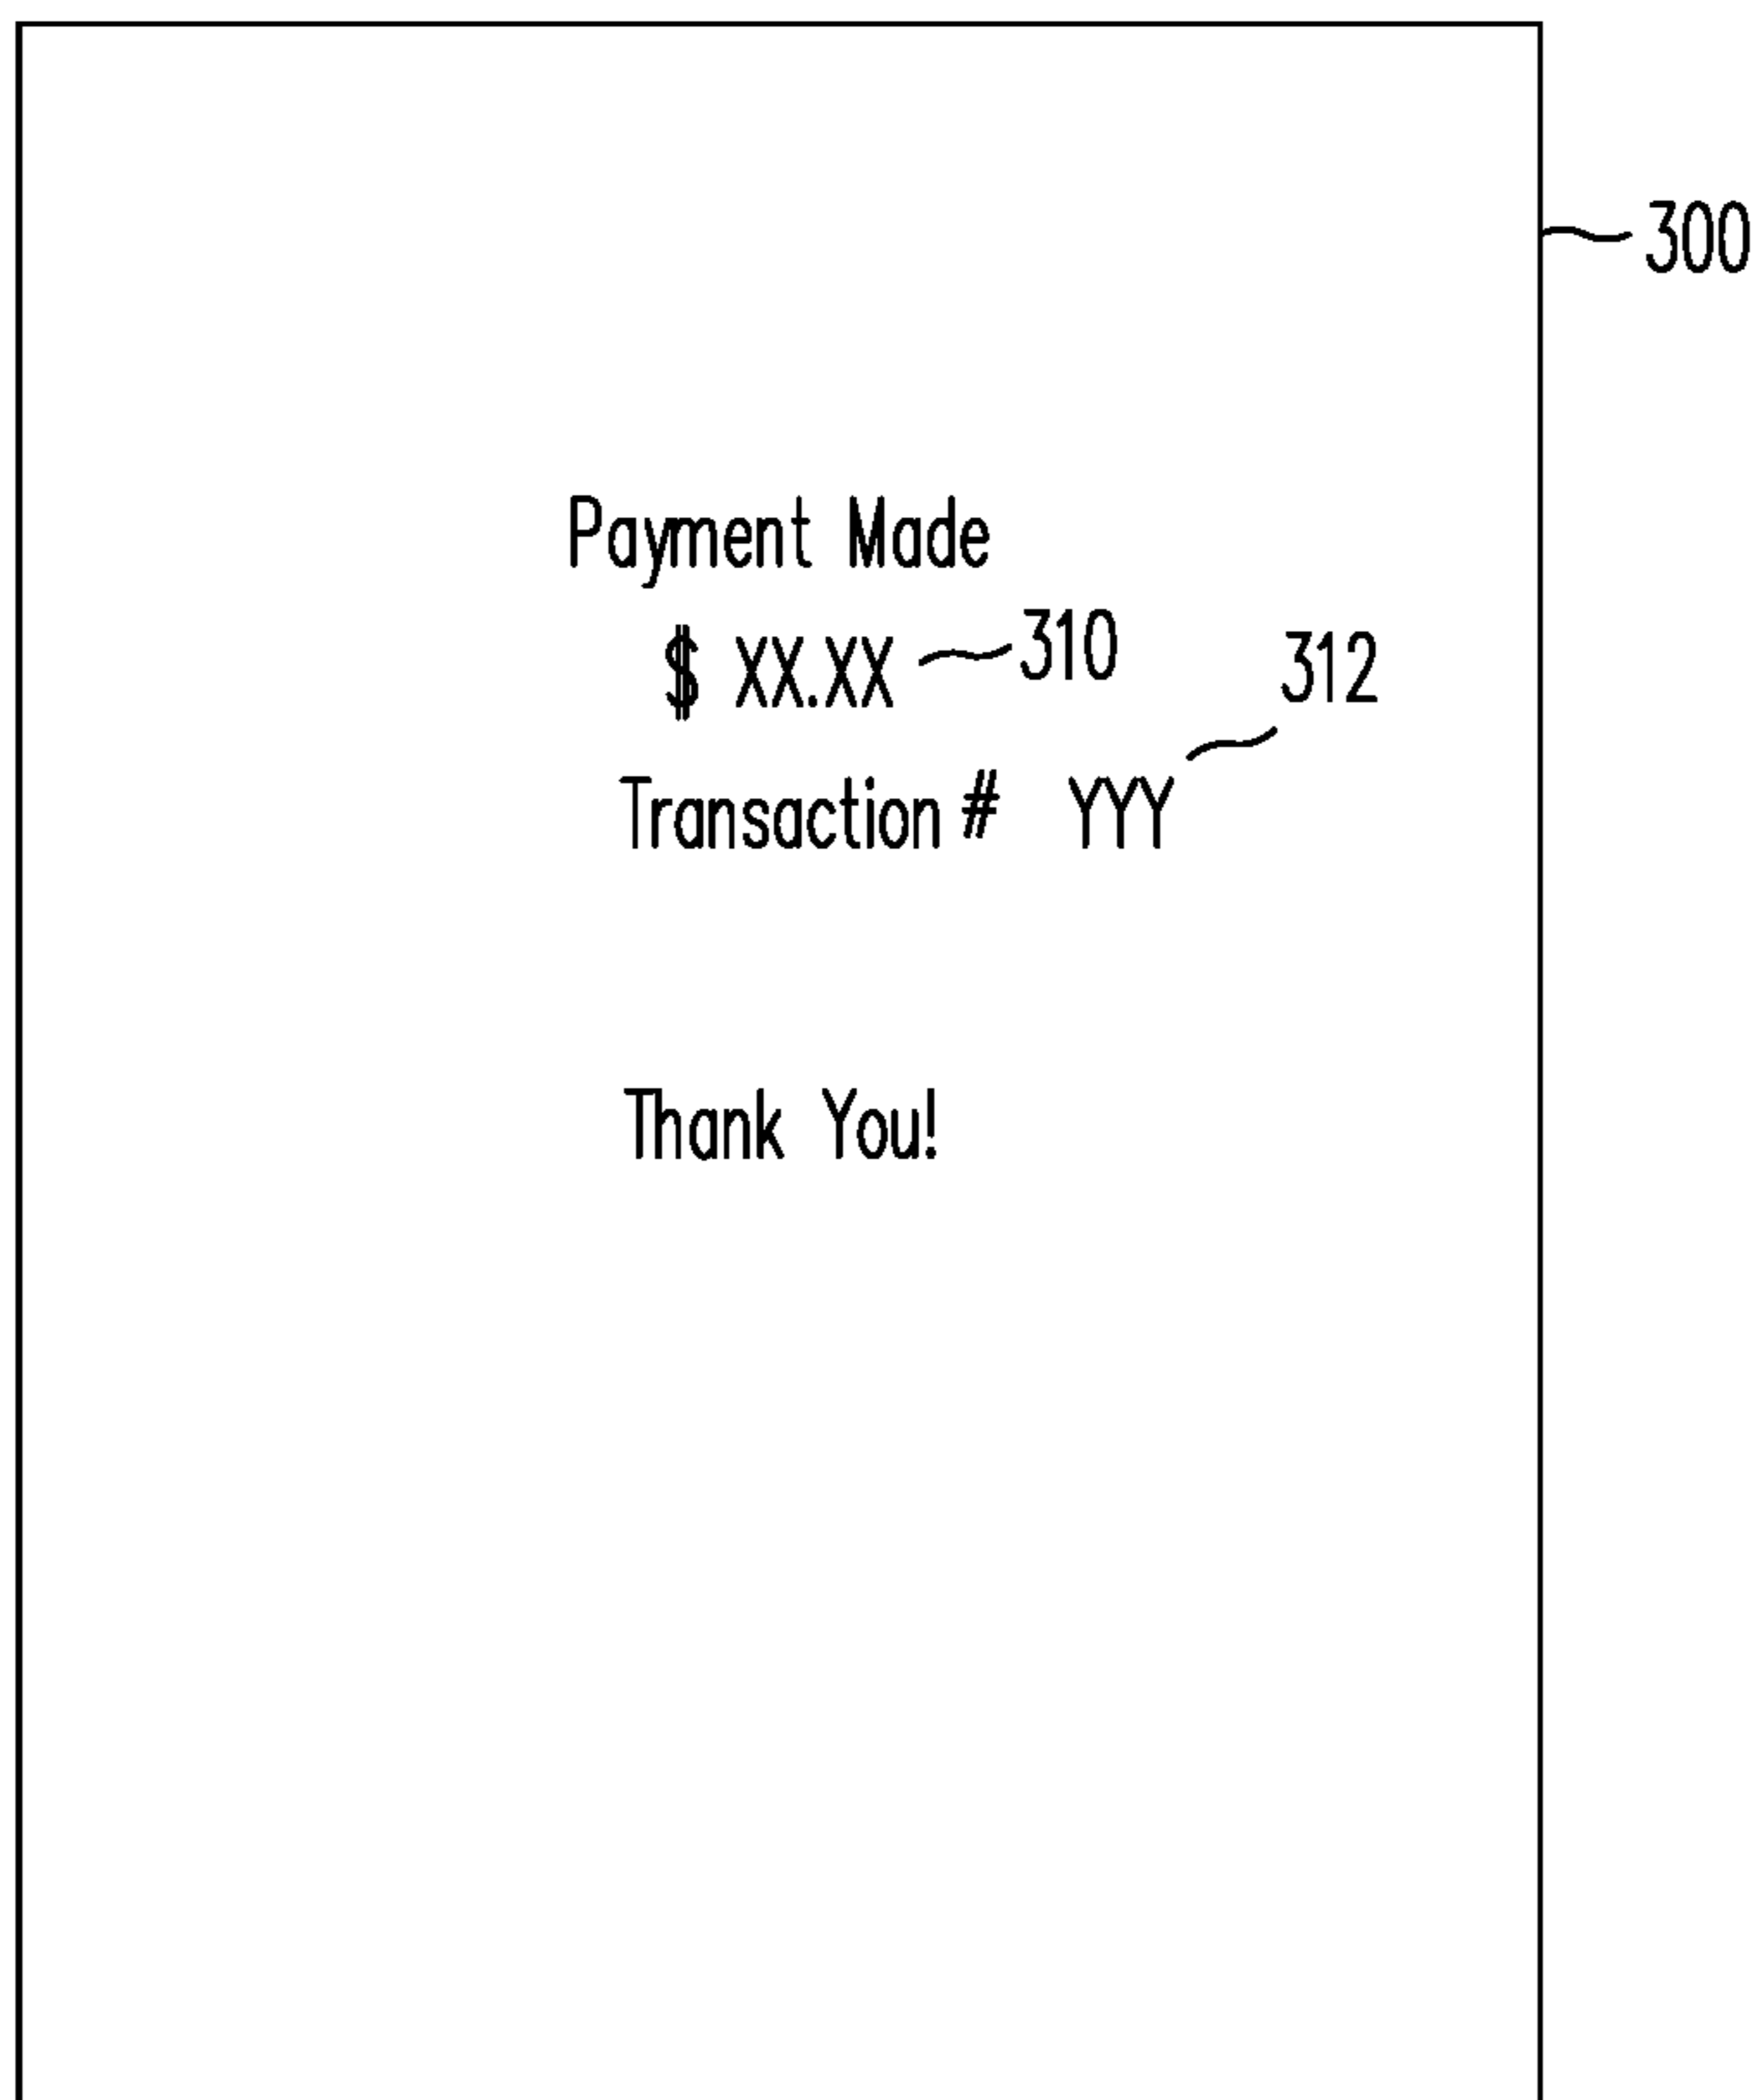 300
Payment Made
$ XX.XX 310
312
Transaction # YYY
Thank You!